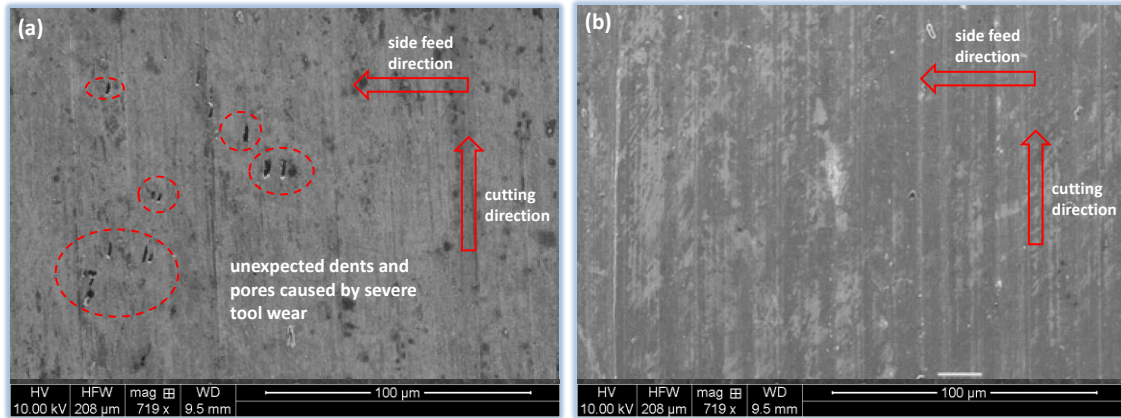 (a)
side feed
direction
cutting
direction
unexpected dents and
pores caused by severe
tool wear
HV HFW mag ⊞ WD
10.00 kV 208 µm 719 x 9.5 mm
100 µm
(b)
side feed
direction
cutting
direction
HV HFW mag ⊞ WD
10.00 kV 208 µm 719 x 9.5 mm
100 µm